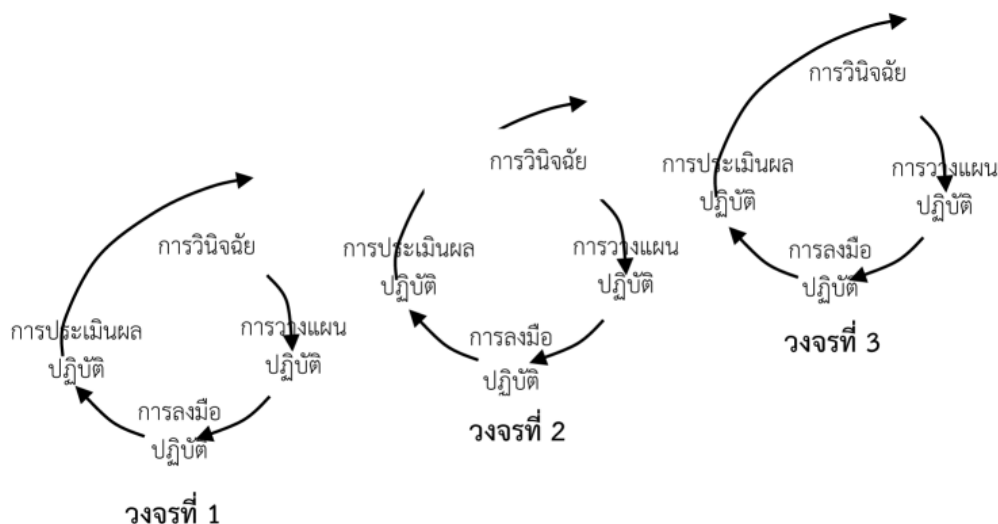 การวินิจฉัย
การวางแผน
ปฏิบัติ
การลงมือ
ปฏิบัติ
การประเมินผล
ปฏิบัติ
วงจรที่ 1
การวินิจฉัย
การวางแผน
ปฏิบัติ
การลงมือ
ปฏิบัติ
การประเมินผล
ปฏิบัติ
วงจรที่ 2
การวินิจฉัย
การวางแผน
ปฏิบัติ
การลงมือ
ปฏิบัติ
การประเมินผล
ปฏิบัติ
วงจรที่ 3